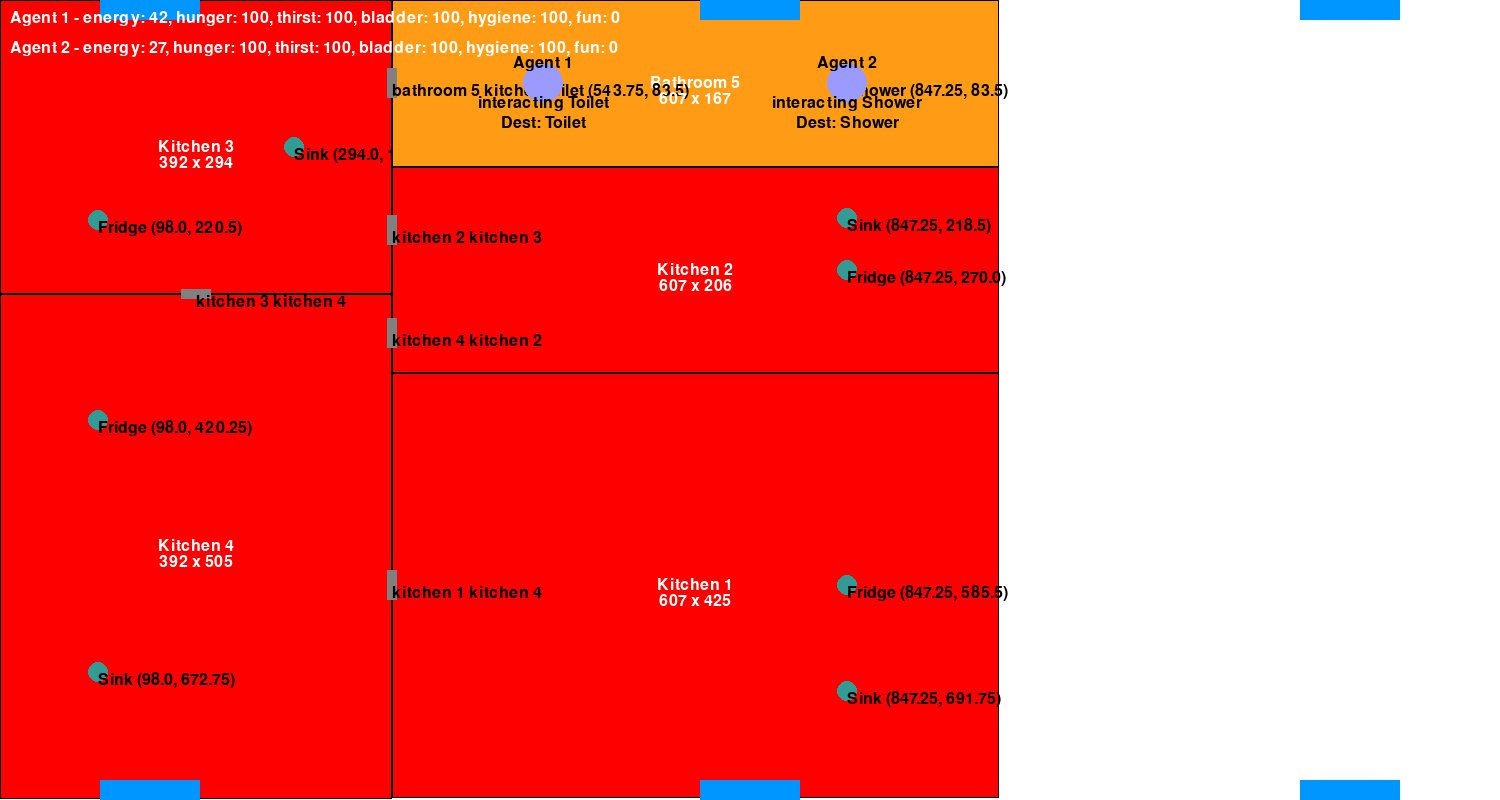 Agent 1 - energy: 42, hunger: 100, thirst: 100, bladder: 100, hygiene: 100, fun: 0
Agent 2 - energy: 27, hunger: 100, thirst: 100, bladder: 100, hygiene: 100, fun: 0
Agent 1
Agent 2
Bathroom 5
607 x 167
bathroom 5 kitchen
(543.75, 83.5)
(847.25, 83.5)
interacting Toilet
interacting Shower
Dest: Toilet
Dest: Shower
Kitchen 3
392 x 294
Sink (294.0,
Fridge (98.0, 220.5)
Sink (847.25, 218.5)
kitchen 2 kitchen 3
Kitchen 2
607 x 206
Fridge (847.25, 270.0)
kitchen 3 kitchen 4
kitchen 4 kitchen 2
Fridge (98.0, 420.25)
Kitchen 4
392 x 505
kitchen 1 kitchen 4
Kitchen 1
607 x 425
Fridge (847.25, 585.5)
Sink (98.0, 672.75)
Sink (847.25, 691.75)